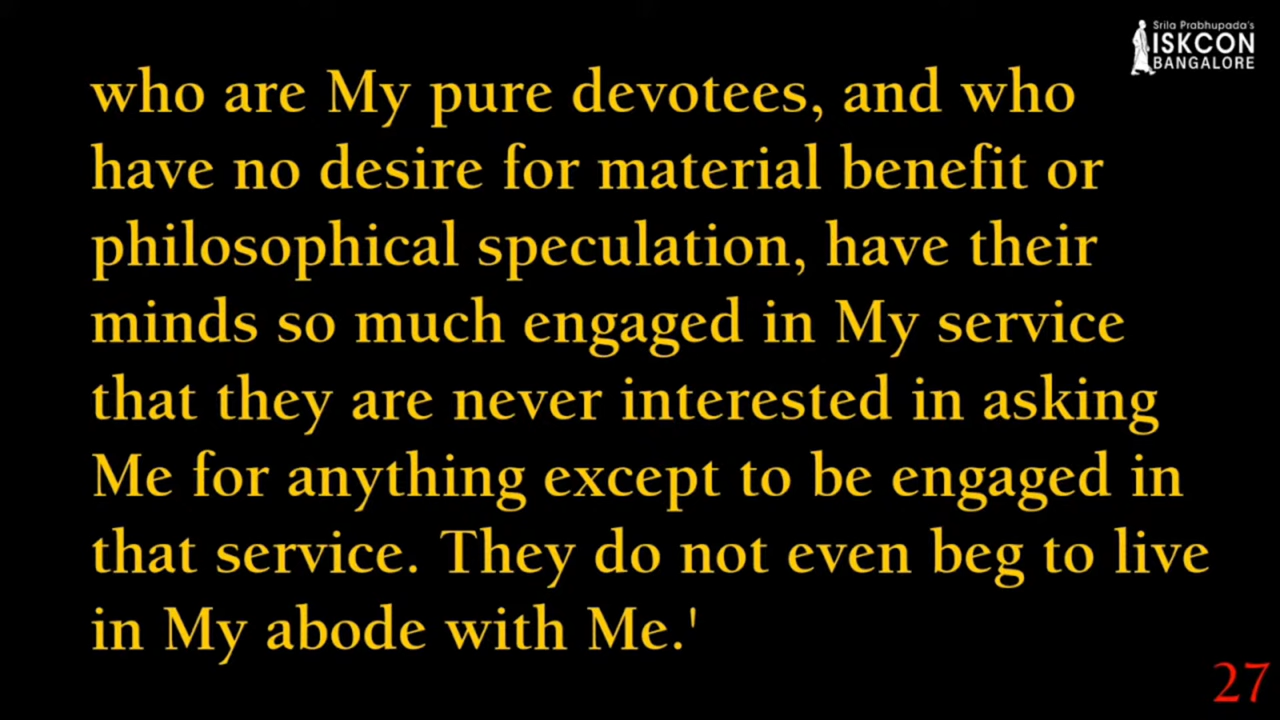 Srila Prabhupada's
ISKCON
BANGALORE
who are My pure devotees, and who
have no desire for material benefit or
philosophical speculation, have their
minds so much engaged in My service
that they are never interested in asking
Me for anything except to be engaged in
that service. They do not even beg to live
in My abode with Me.'
27